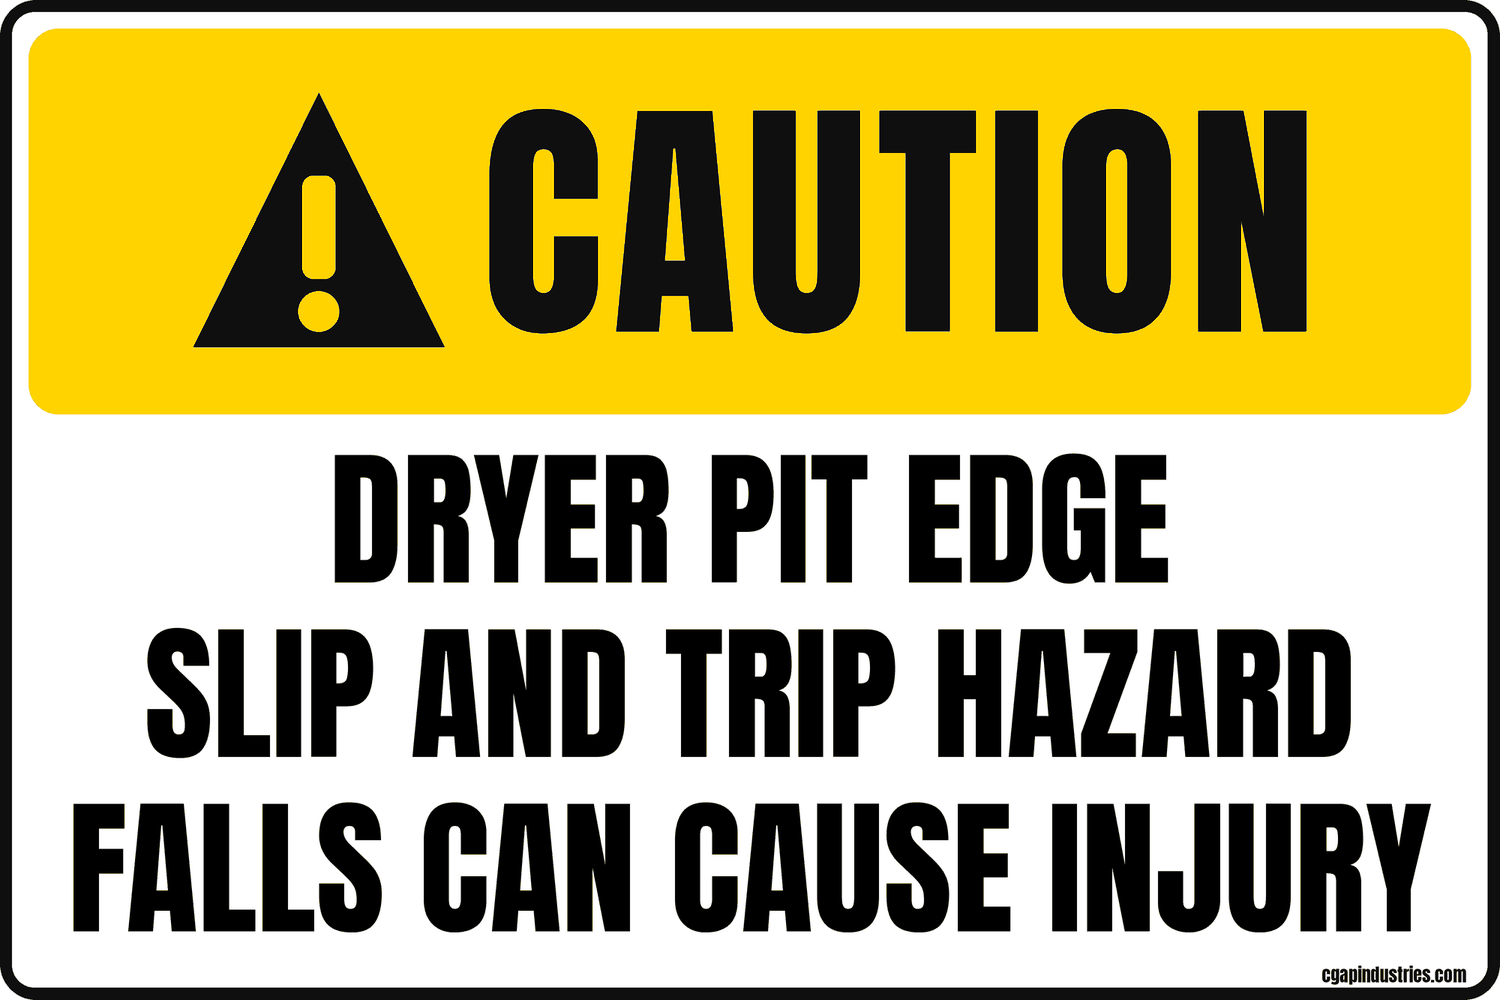 CAUTION
DRYER PIT EDGE
SLIP AND TRIP HAZARD
FALLS CAN CAUSE INJURY
cgapindustries.com